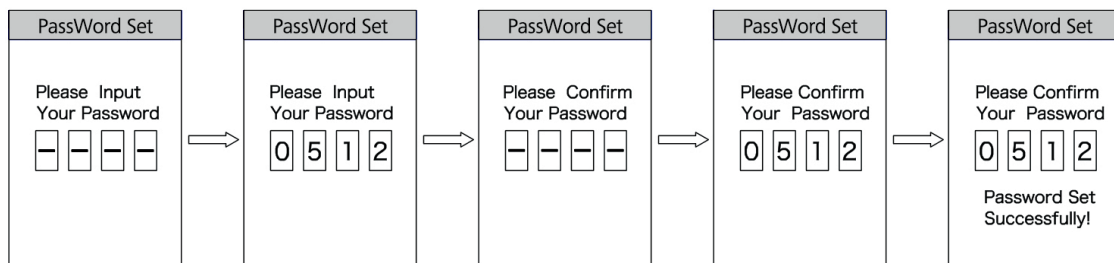 PassWord Set
Please Input
Your Password
– – – –
PassWord Set
Please Input
Your Password
0 5 1 2
PassWord Set
Please Confirm
Your Password
– – – –
PassWord Set
Please Confirm
Your Password
0 5 1 2
PassWord Set
Please Confirm
Your Password
0 5 1 2
Password Set
Successfully!